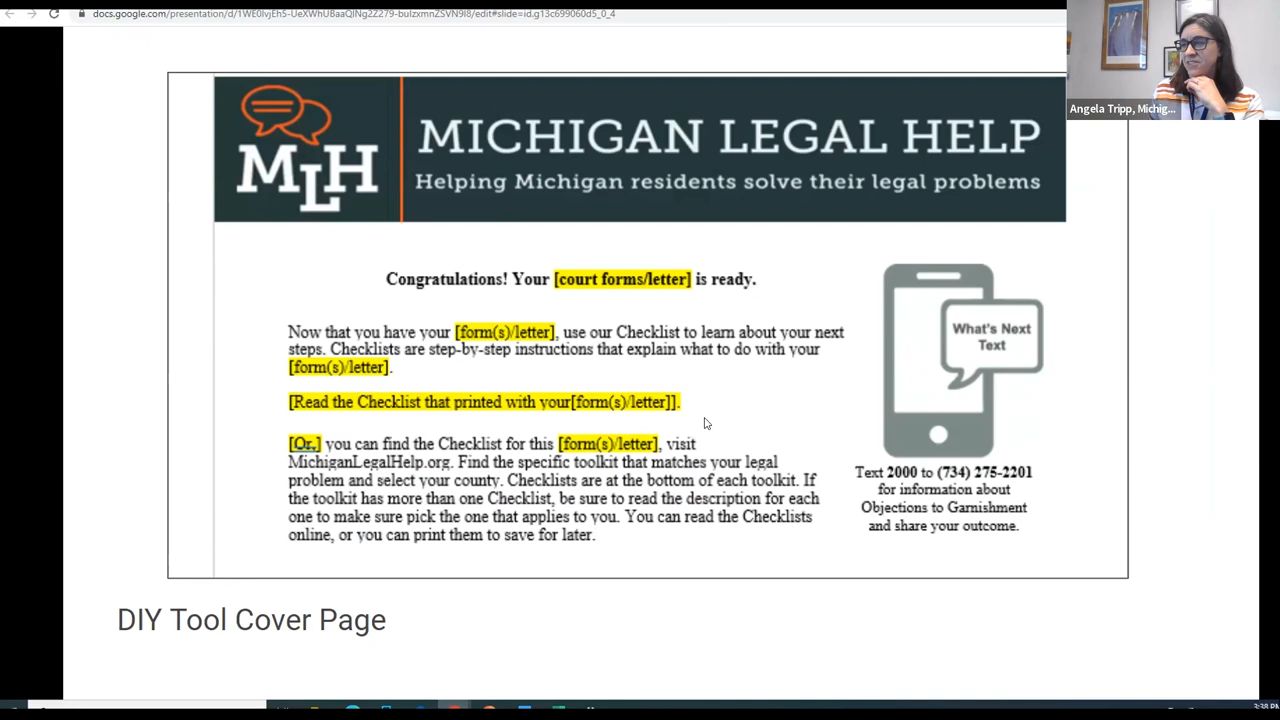 docs.google.com/presentation/d/1WE0lvjEhS-UeXWhUBaaQlNg2Z279-bulzxmnZSVN9I8/edit#slide=id.g13c699060d5_0_4
Angela Tripp, Michig...
MLH
MICHIGAN LEGAL HELP
Helping Michigan residents solve their legal problems
Congratulations! Your [court forms/letter] is ready.
Now that you have your [form(s)/letter], use our Checklist to learn about your next
steps. Checklists are step-by-step instructions that explain what to do with your
[form(s)/letter].
[Read the Checklist that printed with your[form(s)/letter]].
[Or,] you can find the Checklist for this [form(s)/letter], visit
MichiganLegalHelp.org. Find the specific toolkit that matches your legal
problem and select your county. Checklists are at the bottom of each toolkit. If
the toolkit has more than one Checklist, be sure to read the description for each
one to make sure pick the one that applies to you. You can read the Checklists
online, or you can print them to save for later.
What's Next
Text
Text 2000 to (734) 275-2201
for information about
Objections to Garnishment
and share your outcome.
DIY Tool Cover Page
3:38 PM